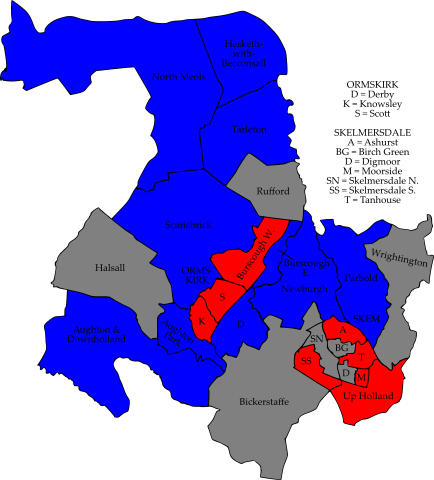 Hesketh-
with-
Becconsall
North Meols
Tarleton
ORMSKIRK
D = Derby
K = Knowsley
S = Scott
SKELMERSDALE
A = Ashurst
BG = Birch Green
D = Digmoor
M = Moorside
SN = Skelmersdale N.
SS = Skelmersdale S.
T = Tanhouse
Rufford
Scarisbrick
Burscough W.
Wrightington
Halsall
ORMS-
KIRK
Burscough
E.
Parbold
Newburgh
S
K
D
SKEM
Aughton &
Downholland
Aughton
Park
A
SN
BG
SS
T
D
M
Bickerstaffe
Up Holland